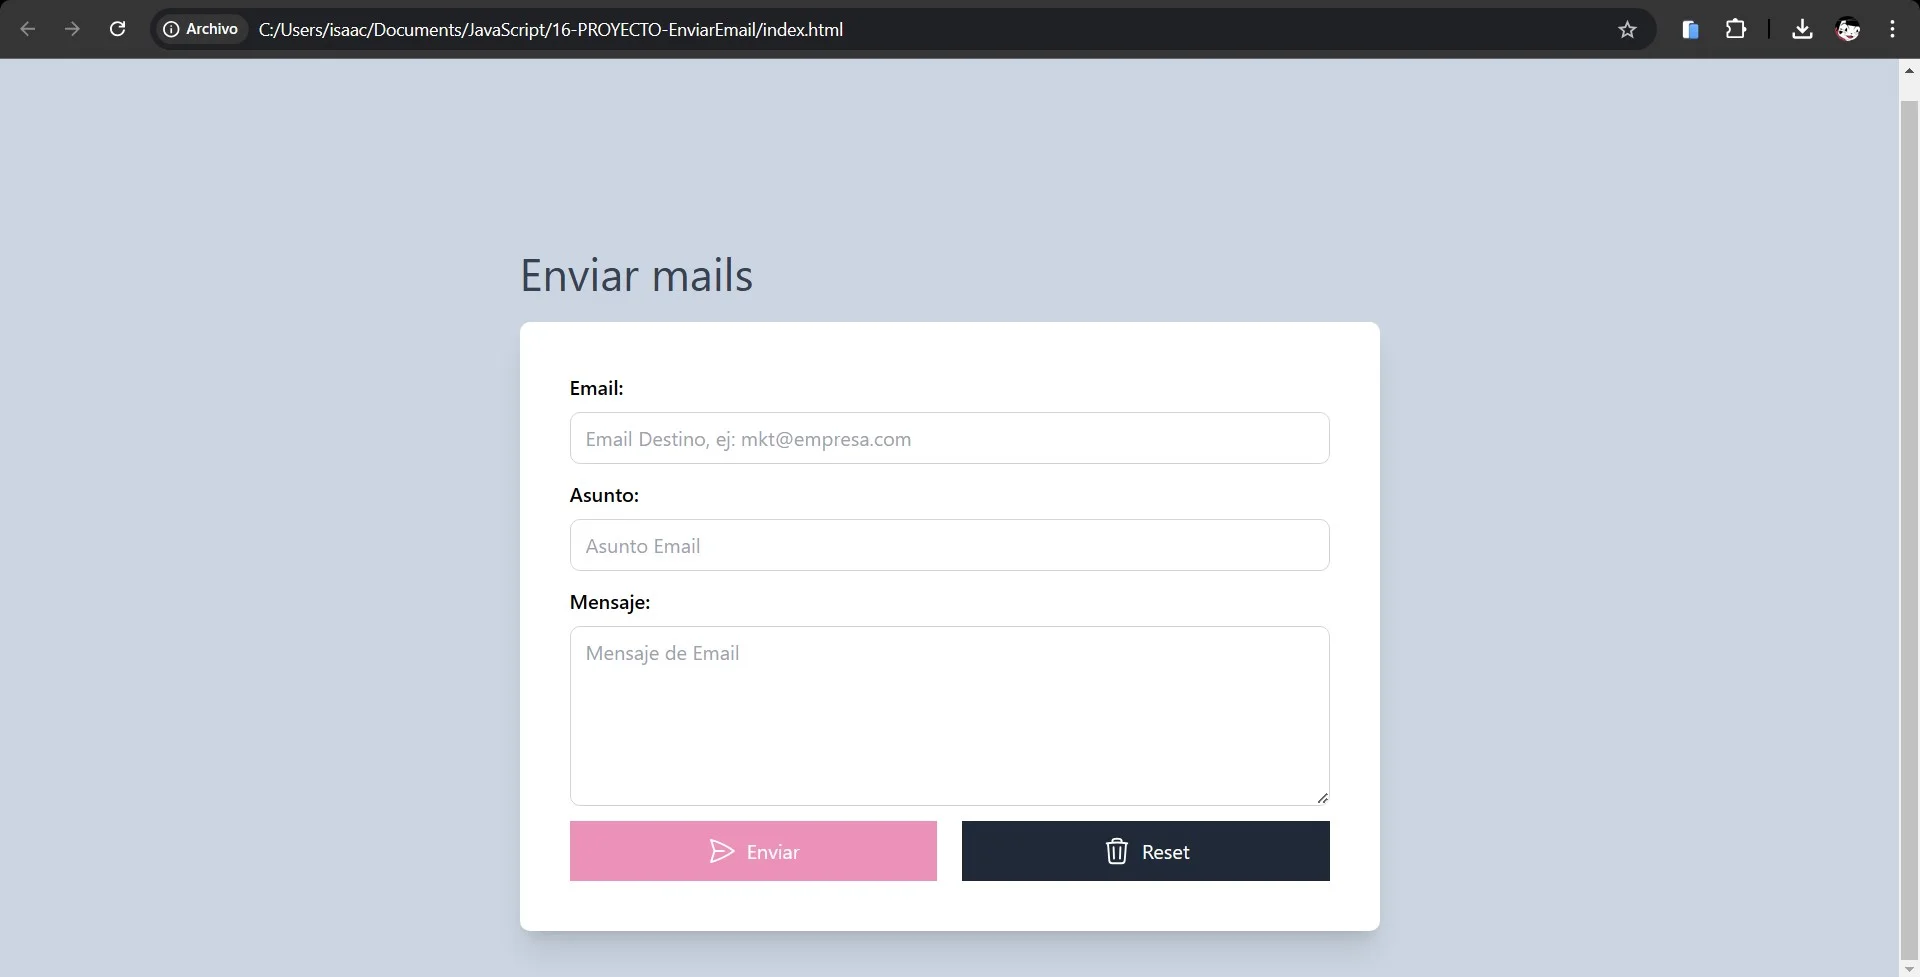 Archivo C:/Users/isaac/Documents/JavaScript/16-PROYECTO-EnviarEmail/index.html
Enviar mails
Email:
Email Destino, ej: mkt@empresa.com
Asunto:
Asunto Email
Mensaje:
Mensaje de Email
Enviar
Reset